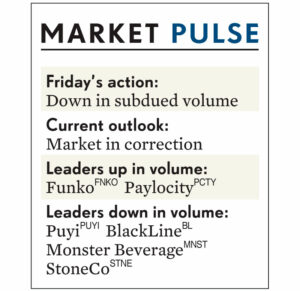 MARKET PULSE
Friday's action:
Down in subdued volume
Current outlook:
Market in correction
Leaders up in volume:
Funko FNKO Paylocity PCTY
Leaders down in volume:
Puyi PUYI BlackLine BL
Monster Beverage MNST
StoneCo STNE